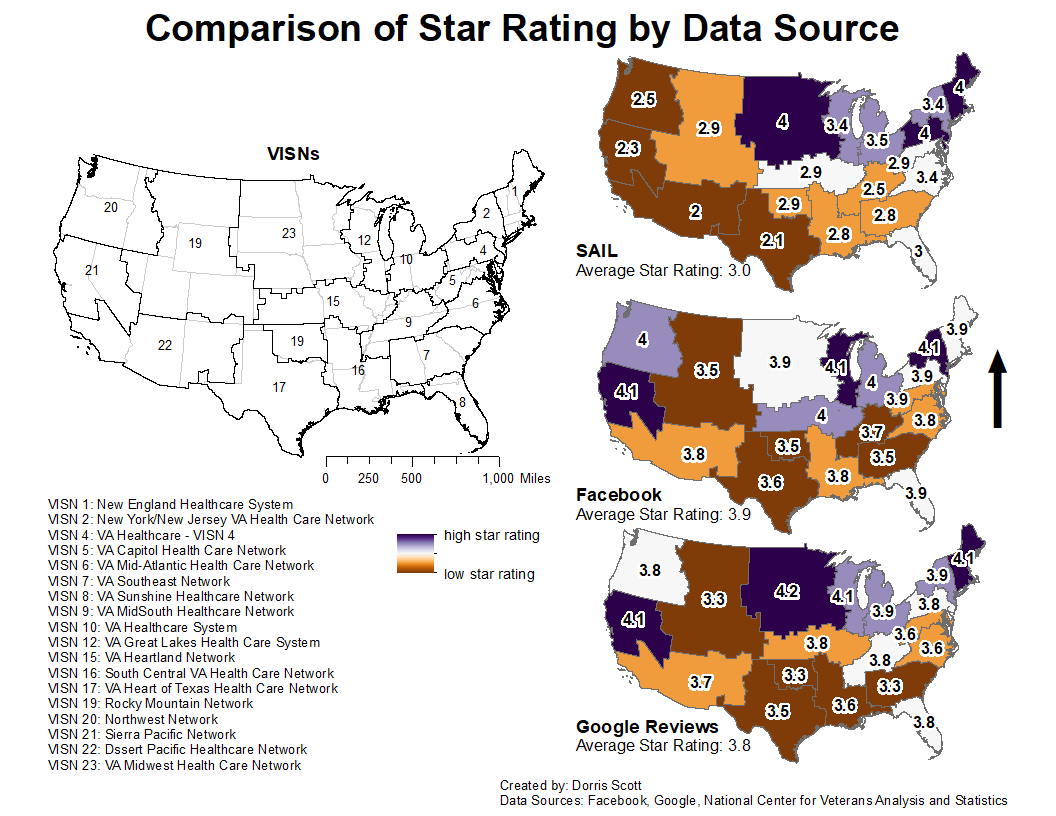 Comparison of Star Rating by Data Source
VISNs
1
2
20
23
12
4
19
10
21
5
15
6
9
22
19
7
16
17
8
0 250 500 1,000 Miles
VISN 1: New England Healthcare System
VISN 2: New York/New Jersey VA Health Care Network
VISN 4: VA Healthcare - VISN 4
VISN 5: VA Capitol Health Care Network
VISN 6: VA Mid-Atlantic Health Care Network
VISN 7: VA Southeast Network
VISN 8: VA Sunshine Healthcare Network
VISN 9: VA MidSouth Healthcare Network
VISN 10: VA Healthcare System
VISN 12: VA Great Lakes Health Care System
VISN 15: VA Heartland Network
VISN 16: South Central VA Health Care Network
VISN 17: VA Heart of Texas Health Care Network
VISN 19: Rocky Mountain Network
VISN 20: Northwest Network
VISN 21: Sierra Pacific Network
VISN 22: Dssert Pacific Healthcare Network
VISN 23: VA Midwest Health Care Network
high star rating
low star rating
4
2.5
3.4
2.9
4
3.4
4
3.5
2.3
2.9
2.9
3.4
2.5
2.9
2
2.8
2.1
2.8
3
SAIL
Average Star Rating: 3.0
3.9
4
4.1
3.9
4.1
3.5
3.9
4
4.1
3.9
4
3.8
3.7
3.5
3.8
3.5
3.6
3.8
3.9
Facebook
Average Star Rating: 3.9
4.1
3.8
3.9
4.2
4.1
3.3
3.8
3.9
4.1
3.6
3.8
3.6
3.8
3.3
3.7
3.3
3.5
3.6
3.8
Google Reviews
Average Star Rating: 3.8
Created by: Dorris Scott
Data Sources: Facebook, Google, National Center for Veterans Analysis and Statistics